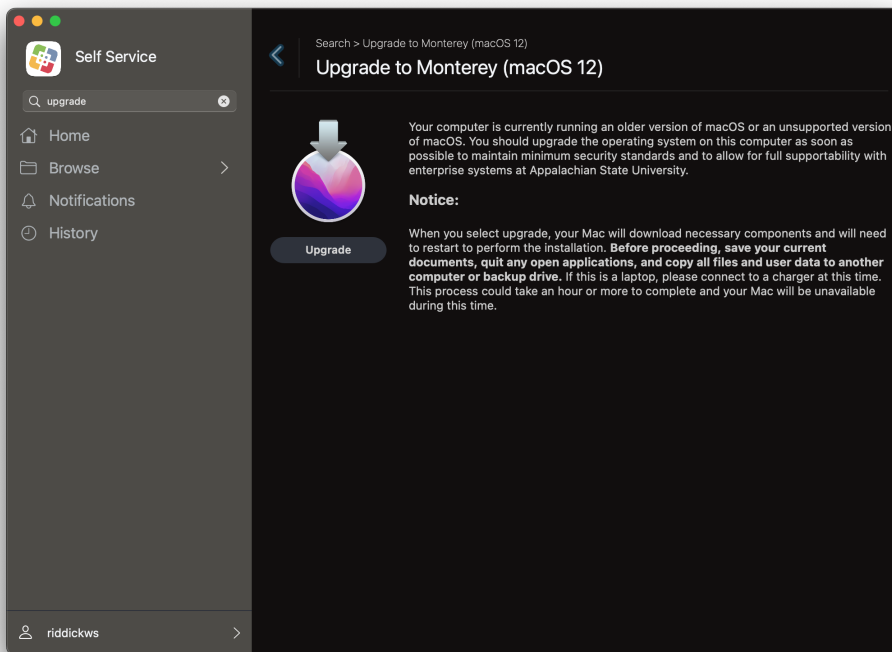 Self Service
upgrade
Home
Browse
Notifications
History
riddickws
Search > Upgrade to Monterey (macOS 12)
Upgrade to Monterey (macOS 12)
Upgrade
Your computer is currently running an older version of macOS or an unsupported version
of macOS. You should upgrade the operating system on this computer as soon as
possible to maintain minimum security standards and to allow for full supportability with
enterprise systems at Appalachian State University.
Notice:
When you select upgrade, your Mac will download necessary components and will need
to restart to perform the installation. Before proceeding, save your current
documents, quit any open applications, and copy all files and user data to another
computer or backup drive. If this is a laptop, please connect to a charger at this time.
This process could take an hour or more to complete and your Mac will be unavailable
during this time.